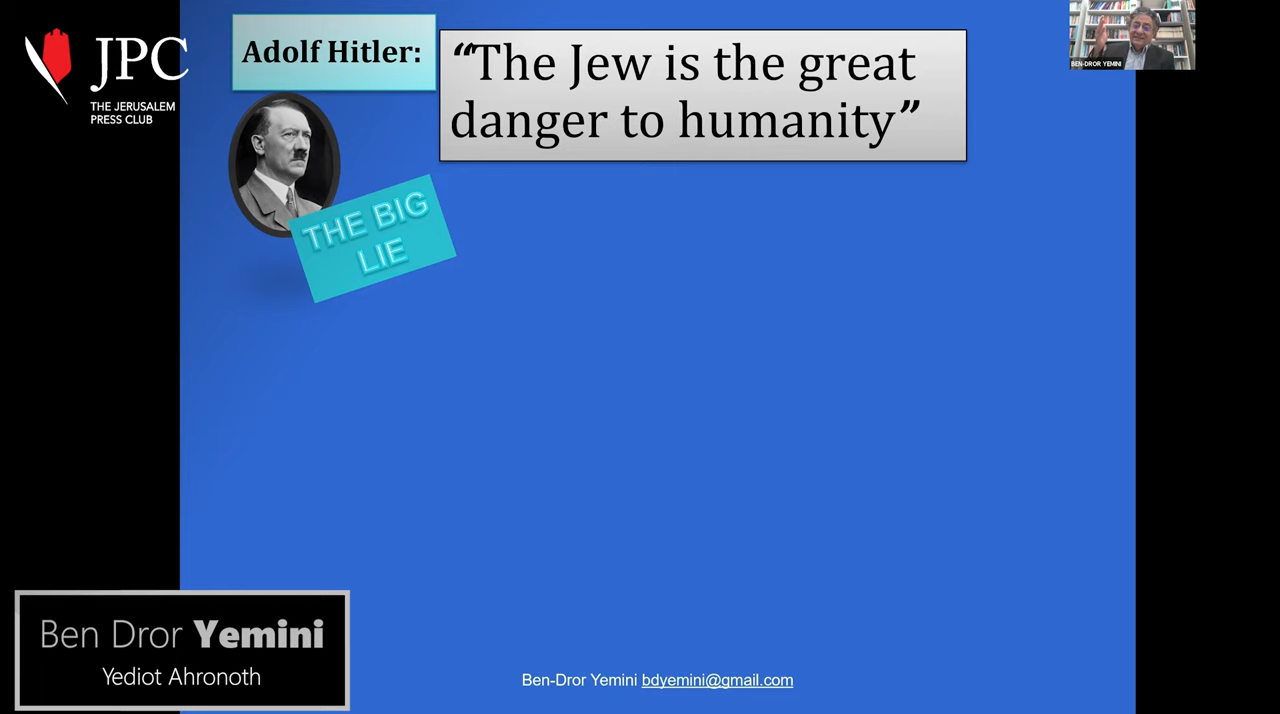 JPC
THE JERUSALEM
PRESS CLUB
Adolf Hitler:
“The Jew is the great
danger to humanity”
THE BIG
LIE
BEN-DROR YEMINI
Ben Dror Yemini
Yediot Ahronoth
Ben-Dror Yemini bdyemini@gmail.com